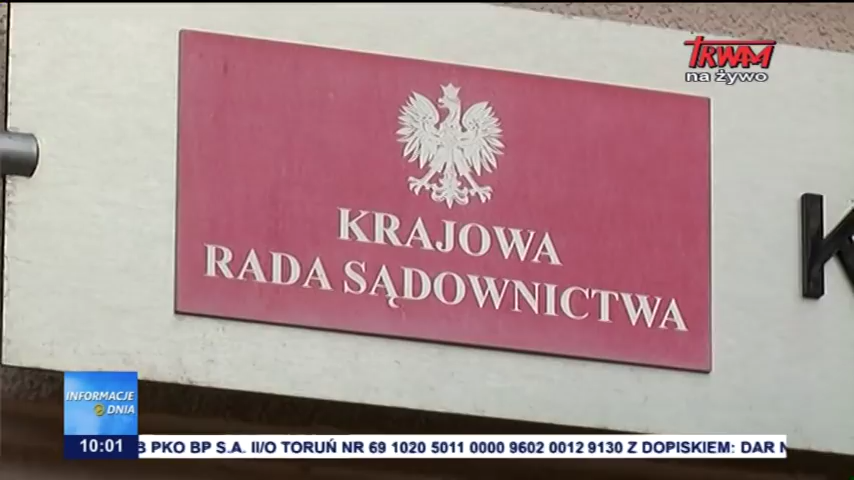 TRWAM
na żywo
KRAJOWA
RADA SĄDOWNICTWA
K
INFORMACJE
DNIA
10:01
B PKO BP S.A. II/O TORUŃ NR 69 1020 5011 0000 9602 0012 9130 Z DOPISKIEM: DAR N